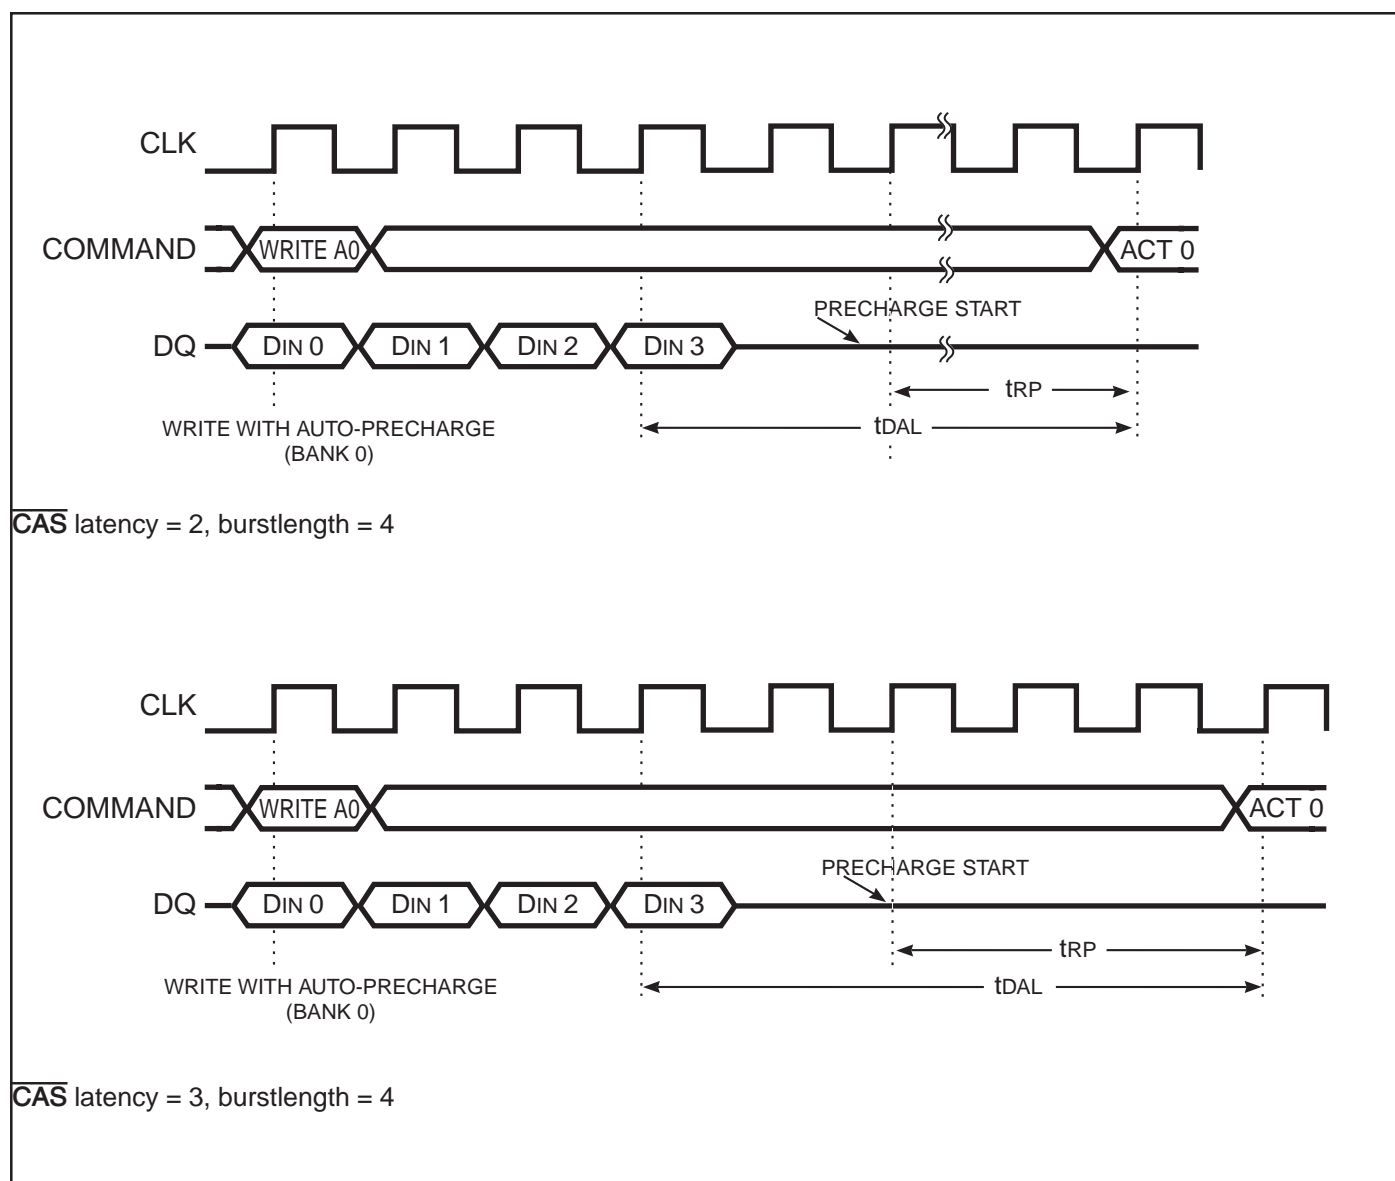 CLK
COMMAND WRITE A0 ACT 0
PRECHARGE START
DQ DIN 0 DIN 1 DIN 2 DIN 3
tRP
WRITE WITH AUTO-PRECHARGE tDAL
(BANK 0)
CAS latency = 2, burstlength = 4
CLK
COMMAND WRITE A0 ACT 0
PRECHARGE START
DQ DIN 0 DIN 1 DIN 2 DIN 3
tRP
WRITE WITH AUTO-PRECHARGE tDAL
(BANK 0)
CAS latency = 3, burstlength = 4